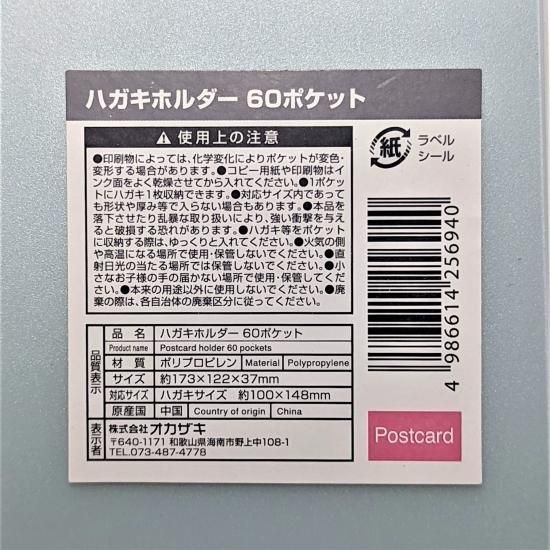 ハガキホルダー 60ポケット
⚠使用上の注意
●印刷物によっては、化学変化によりポケットが変色・
変形する場合があります。●コピー用紙や印刷物はイ
ンク面をよく乾燥させてから入れてください。●1ポケッ
トにハガキ1枚収納できます。●対応サイズ内であって
も形状や厚み等で入らない場合もあります。●本品を
落下させたり乱暴な取り扱いにより、強い衝撃を与え
ると破損する恐れがあります。●ハガキ等をポケット
に収納する際は、ゆっくりと入れてください。●火気の側
や高温になる場所で使用・保管しないでください。●直
射日光の当たる場所では保管しないでください。●小
さなお子様の手の届かない場所で使用・保管してくださ
い。●本来の用途以外に使用しないでください。●廃
棄の際は、各自治体の廃棄区分に従ってください。
紙
ラベル
シール
4 986614 256940
品質表示
品名 ハガキホルダー 60ポケット
Product name Postcard holder 60 pockets
材質 ポリプロピレン Material Polypropylene
サイズ 約173×122×37mm
対応サイズ ハガキサイズ 約100×148mm
原産国 中国 Country of origin China
表示者
株式会社オカザキ
〒640-1171 和歌山県海南市野上中108-1
TEL.073-487-4778
Postcard